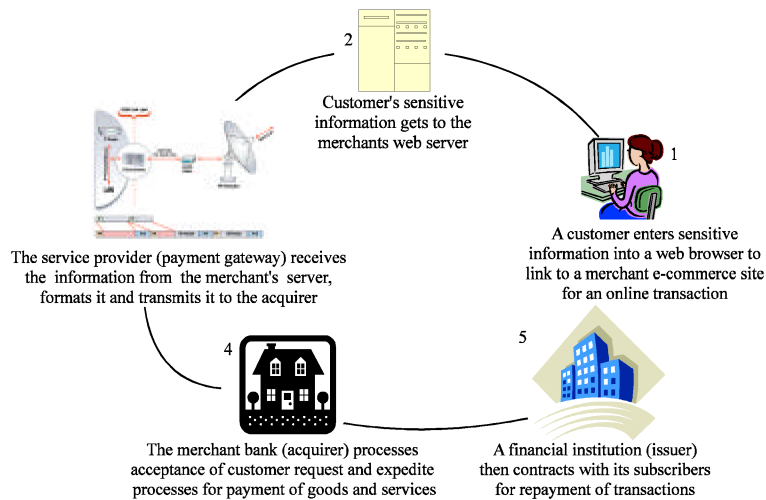 2
Customer's sensitive
information gets to the
merchants web server
1
A customer enters sensitive
information into a web browser to
link to a merchant e-commerce site
for an online transaction
The service provider (payment gateway) receives
the information from the merchant's server,
formats it and transmits it to the acquirer
4
The merchant bank (acquirer) processes
acceptance of customer request and expedite
processes for payment of goods and services
5
A financial institution (issuer)
then contracts with its subscribers
for repayment of transactions